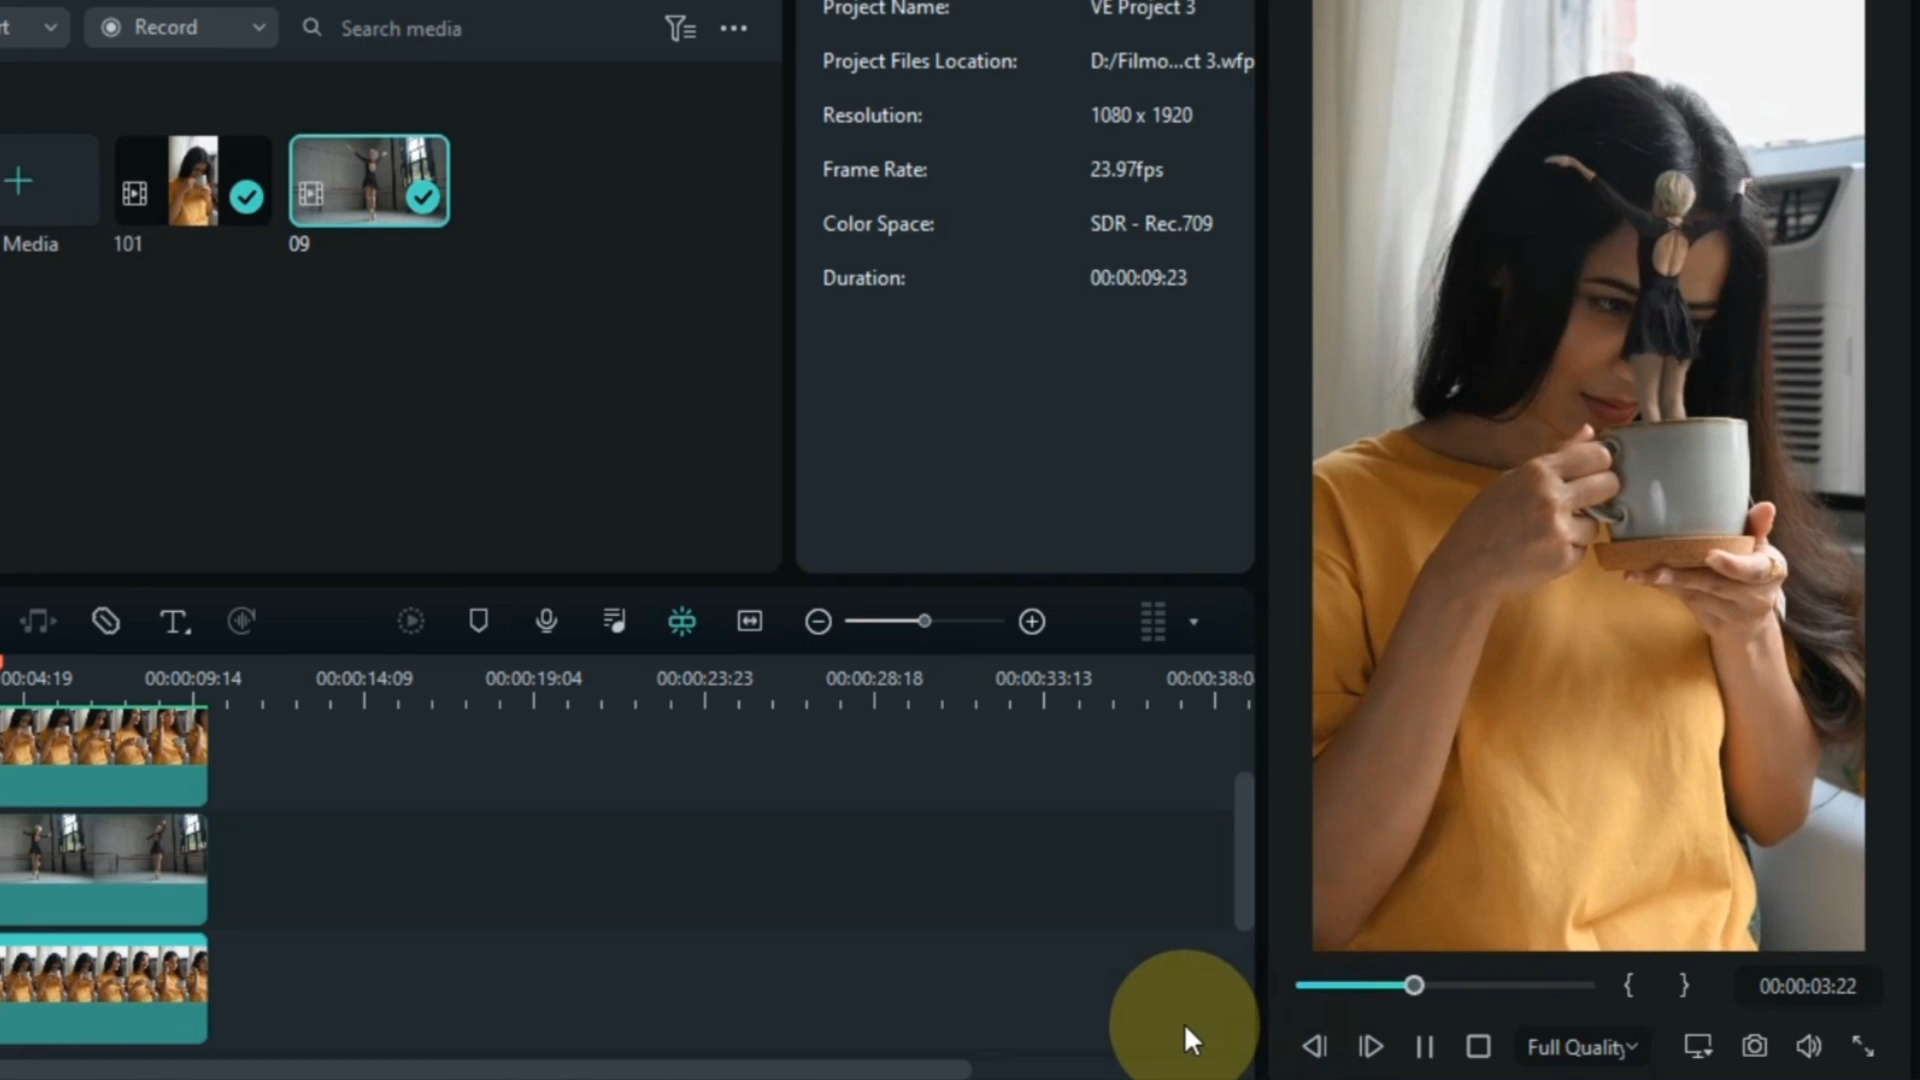 Record
Search media
Media
101
09
Project Name: VE Project 3
Project Files Location: D:/Filmo...ct 3.wfp
Resolution: 1080 x 1920
Frame Rate: 23.97fps
Color Space: SDR - Rec.709
Duration: 00:00:09:23
00:04:19 00:00:09:14 00:00:14:09 00:00:19:04 00:00:23:23 00:00:28:18 00:00:33:13 00:00:38:0
{ } 00:00:03:22
Full Quality